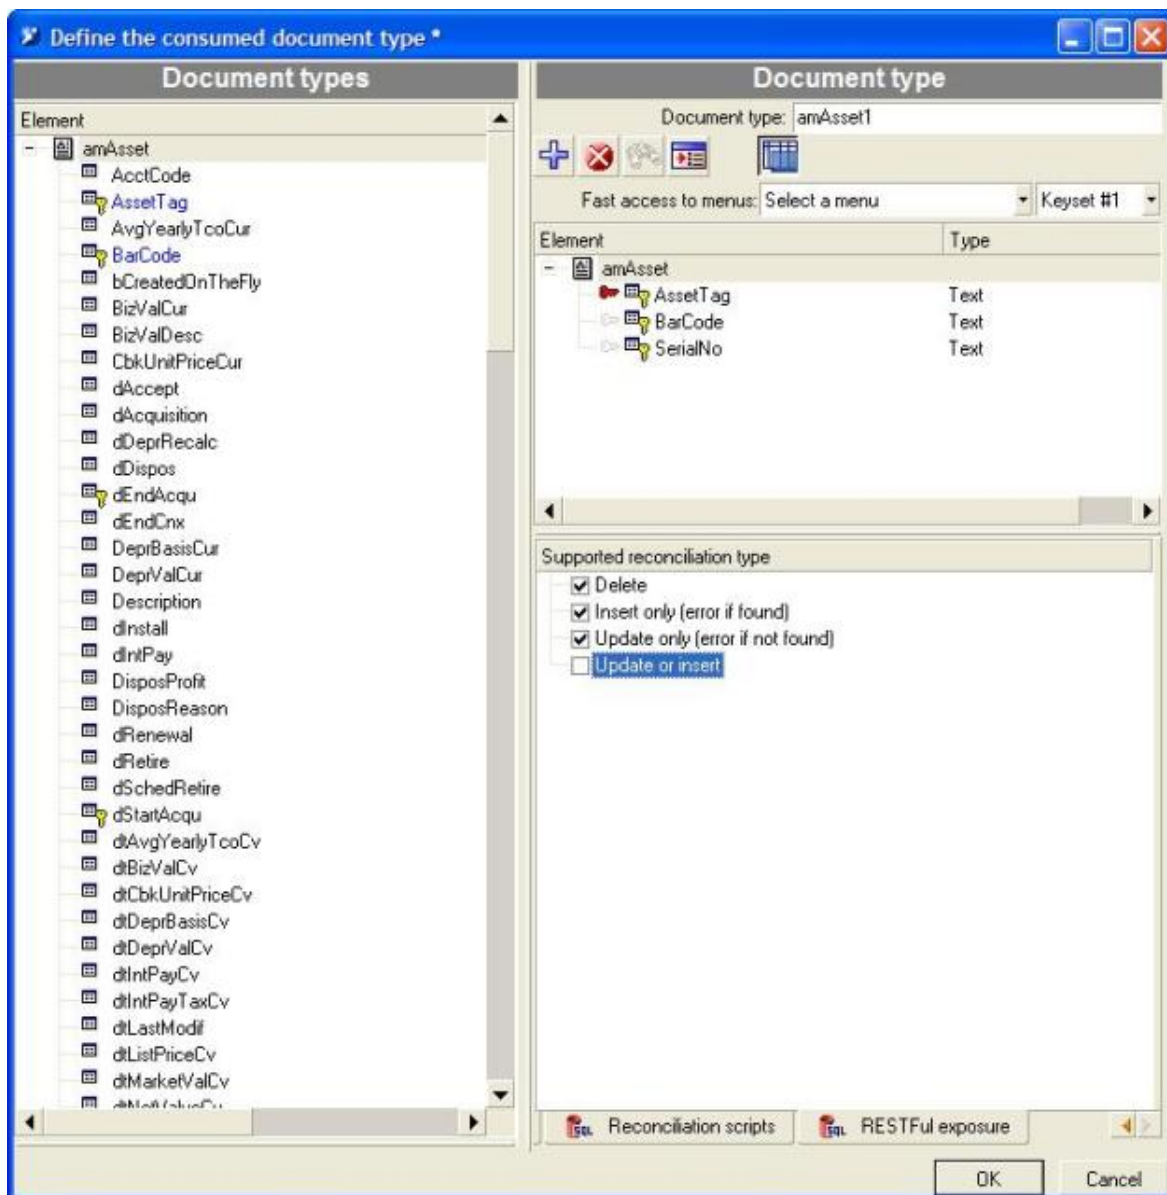 Define the consumed document type *
Document types
Element
amAsset
AcctCode
AssetTag
AvgYearlyTcoCur
BarCode
bCreatedOnTheFly
BizValCur
BizValDesc
CbkUnitPriceCur
dAccept
dAcquisition
dDeprRecalc
dDispos
dEndAcqu
dEndCnx
DeprBasisCur
DeprValCur
Description
dInstall
dIntPay
DisposProfit
DisposReason
dRenewal
dRetire
dSchedRetire
dStartAcqu
dtAvgYearlyTcoCv
dtBizValCv
dtCbkUnitPriceCv
dtDeprBasisCv
dtDeprValCv
dtIntPayCv
dtIntPayTaxCv
dtLastModif
dtListPriceCv
dtMarketValCv
dtNetValueCv
Document type
Document type: amAsset1
Fast access to menus: Select a menu Keyset #1
Element Type
amAsset
AssetTag Text
BarCode Text
SerialNo Text
Supported reconciliation type
Delete
Insert only (error if found)
Update only (error if not found)
Update or insert
SQL Reconciliation scripts SQL RESTFul exposure
OK Cancel